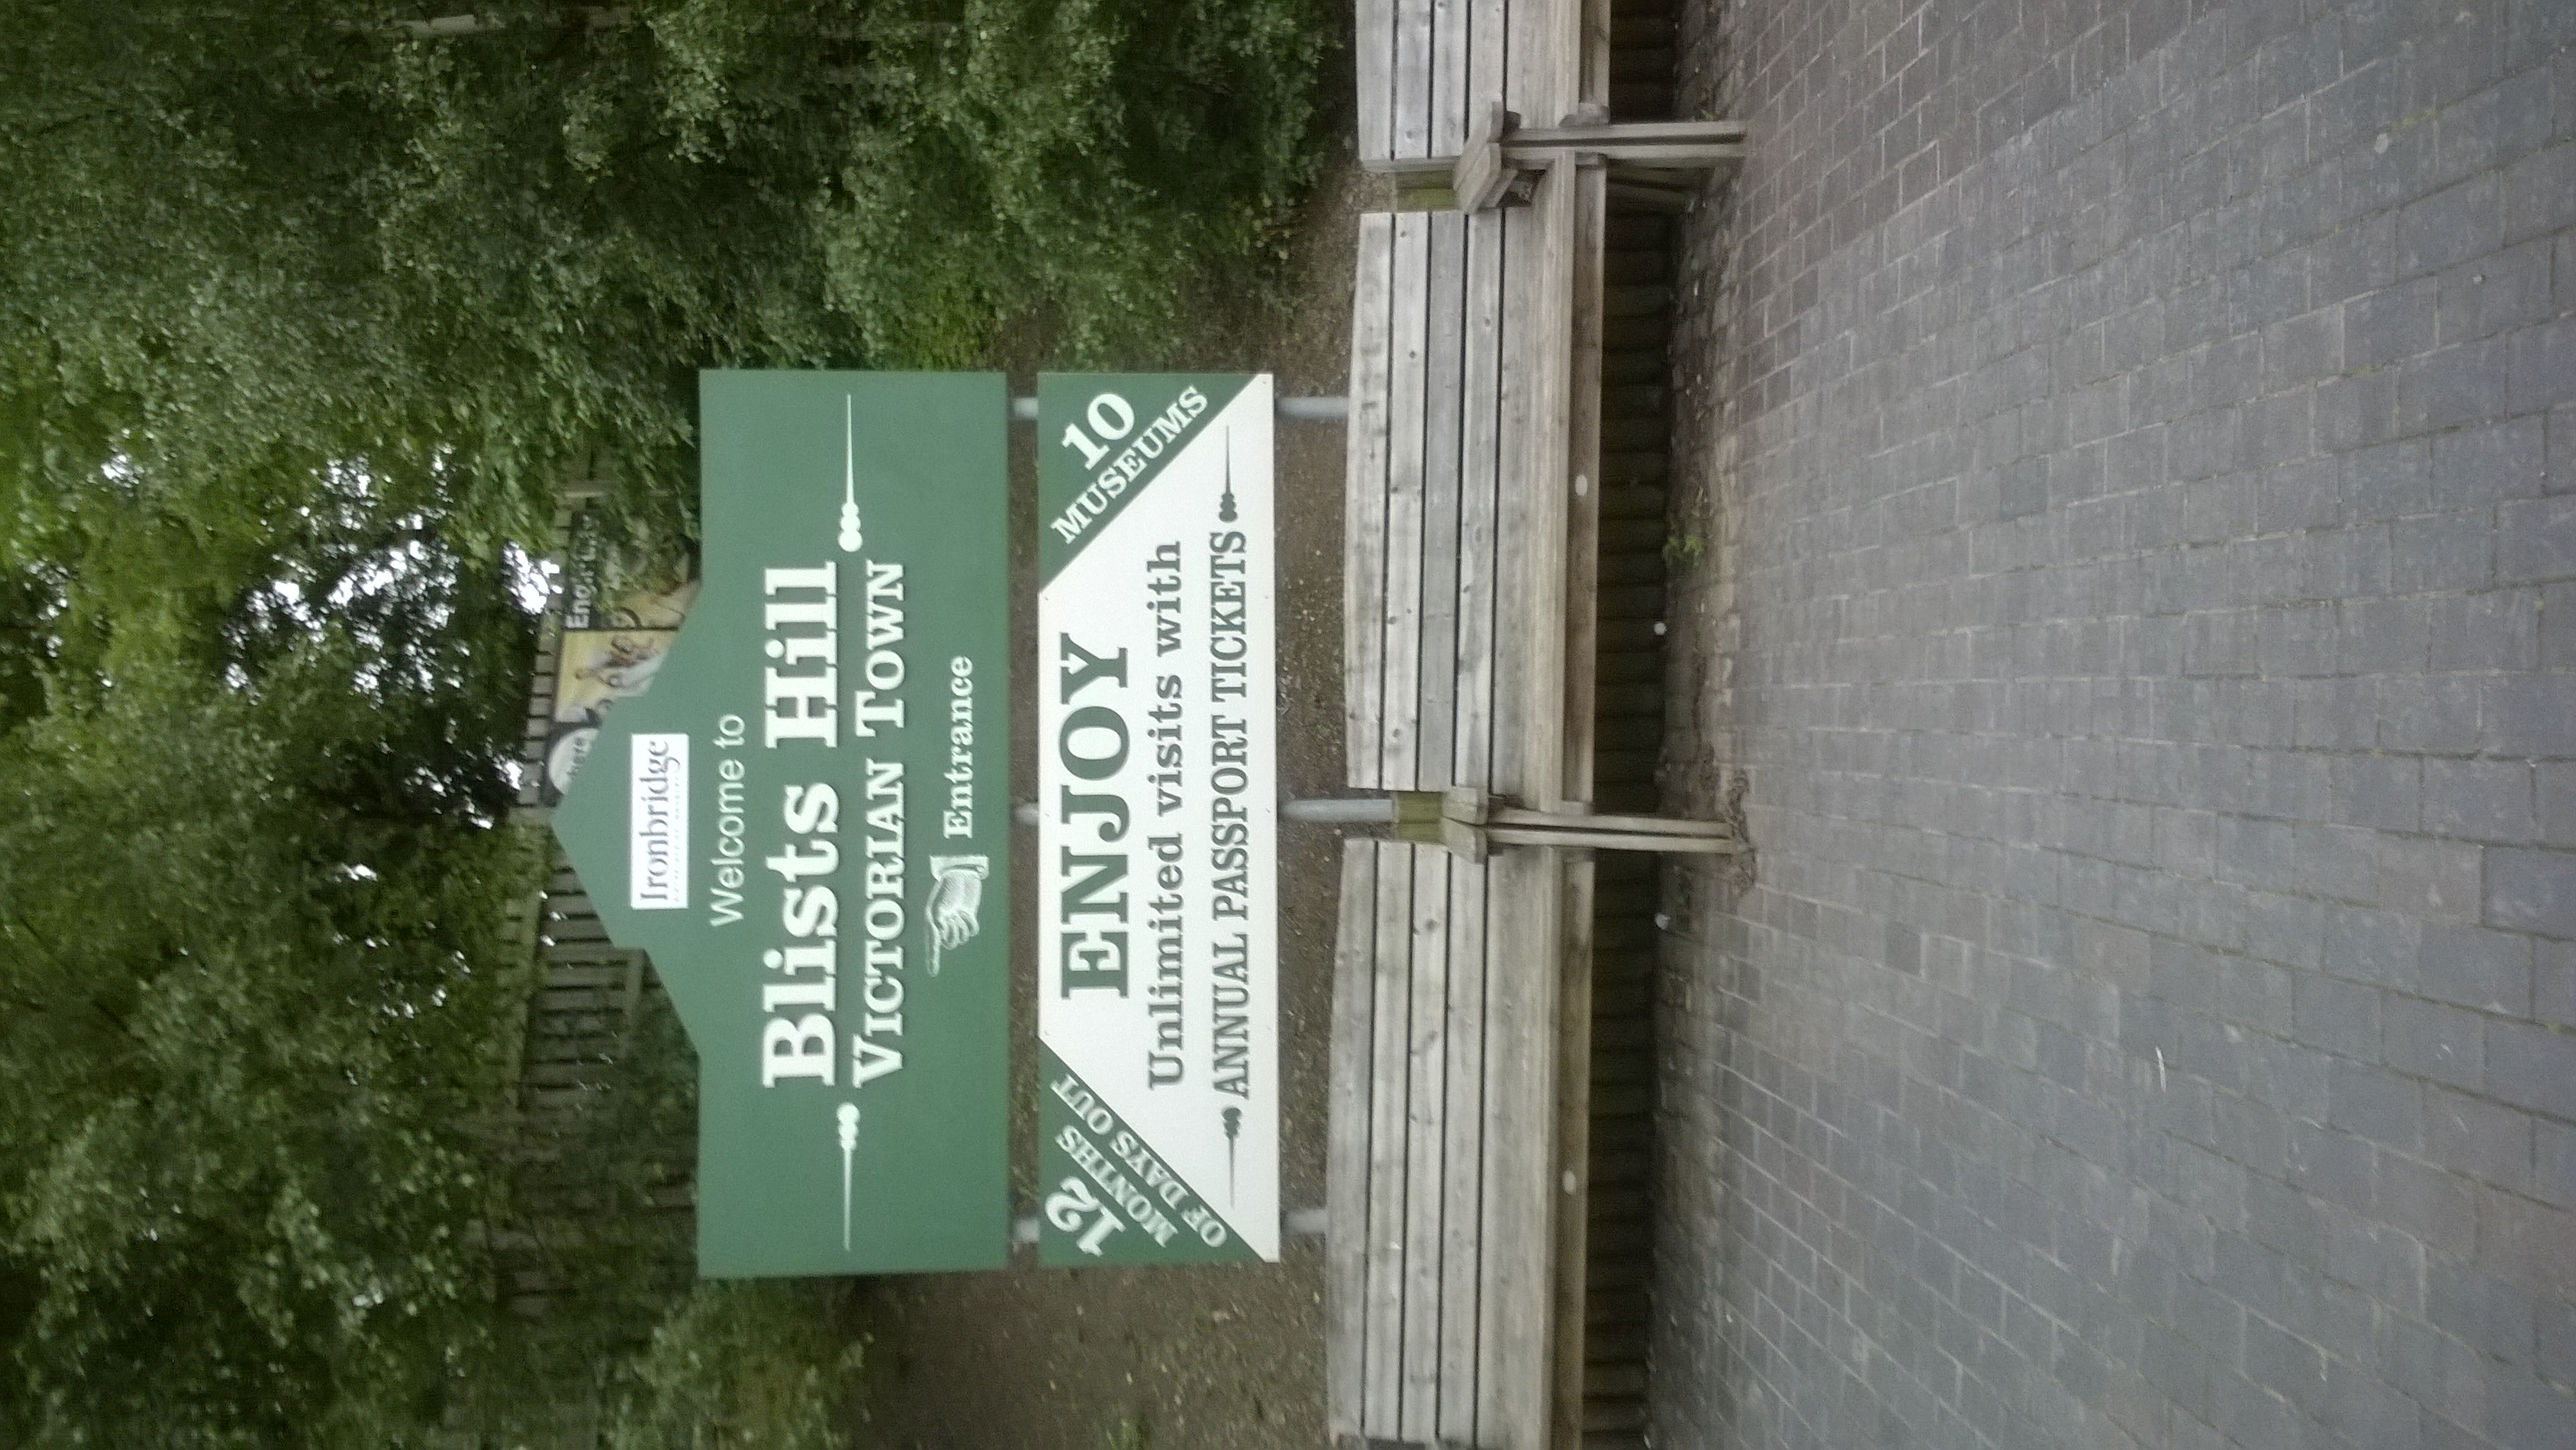 Ironbridge
Welcome to
Blists Hill
VICTORIAN TOWN
Entrance
12
MONTHS
OF DAYS OUT
ENJOY
Unlimited visits with
ANNUAL PASSPORT TICKETS
10
MUSEUMS